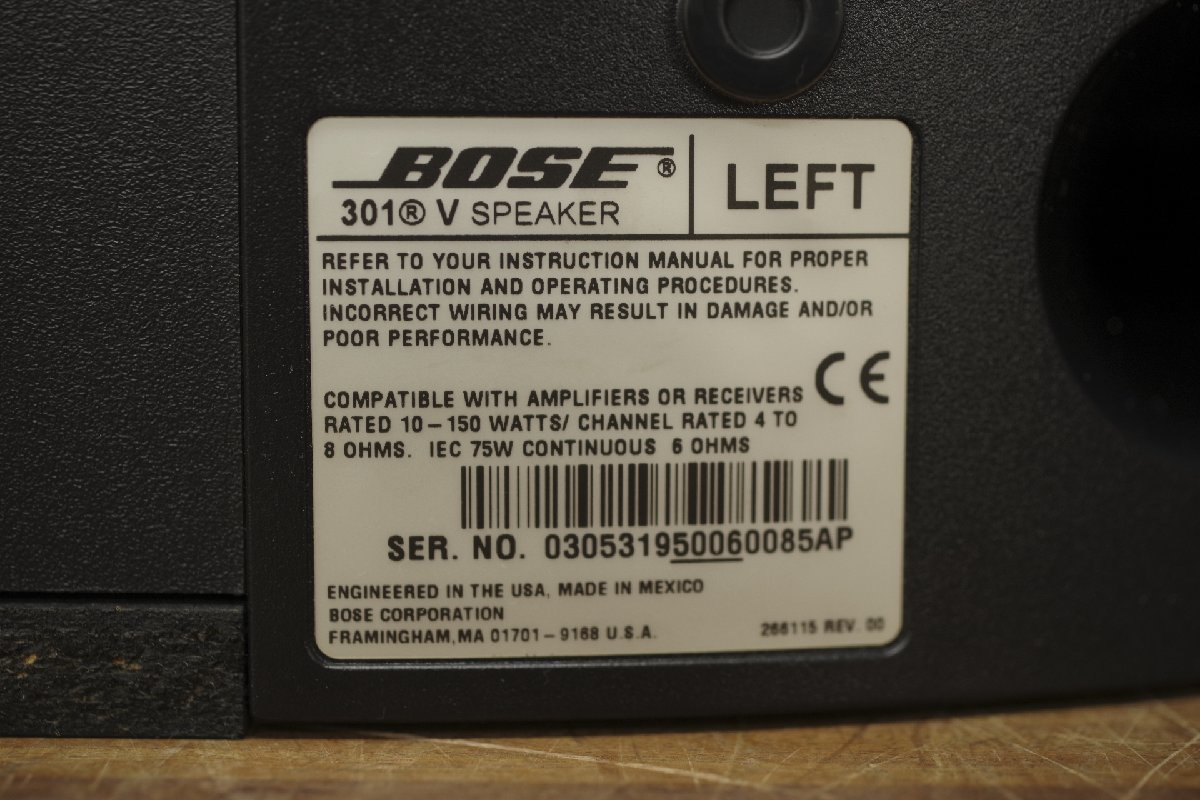 BOSE®
301® V SPEAKER
LEFT
REFER TO YOUR INSTRUCTION MANUAL FOR PROPER
INSTALLATION AND OPERATING PROCEDURES.
INCORRECT WIRING MAY RESULT IN DAMAGE AND/OR
POOR PERFORMANCE.
CE
COMPATIBLE WITH AMPLIFIERS OR RECEIVERS
RATED 10–150 WATTS/ CHANNEL RATED 4 TO
8 OHMS. IEC 75W CONTINUOUS 6 OHMS
SER. NO. 030531950060085AP
ENGINEERED IN THE USA, MADE IN MEXICO
BOSE CORPORATION
FRAMINGHAM,MA 01701–9168 U.S.A.
266115 REV. 00